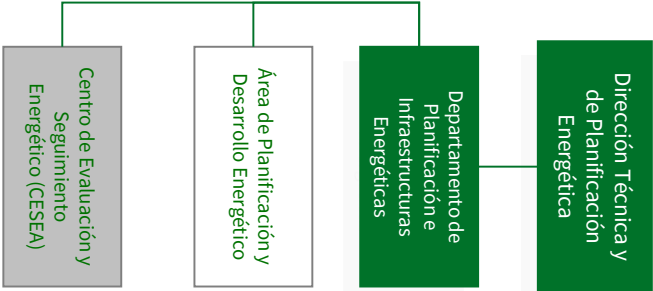 Dirección Técnica y
de Planificación
Energética
Departamento de
Planificación e
Infraestructuras
Energéticas
Área de Planificación y
Desarrollo Energético
Centro de Evaluación y
Seguimiento
Energético (CESEA)